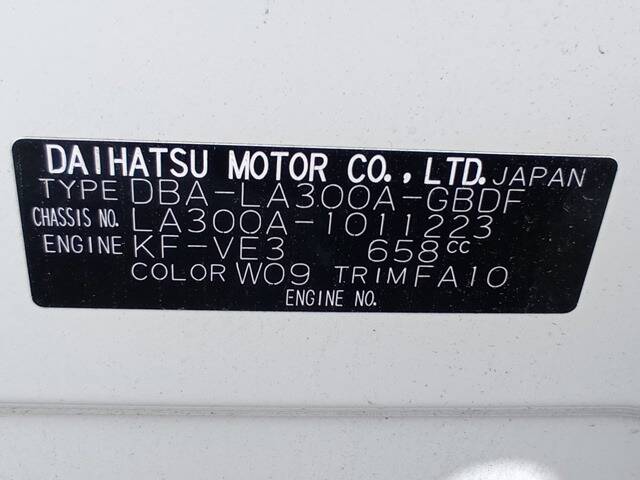 DAIHATSU MOTOR CO., LTD. JAPAN
TYPE DBA-LA300A-GBDF
CHASSIS NO. LA300A-1011223
ENGINE KF-VE3 658cc
COLOR W09 TRIM FA10
ENGINE NO.